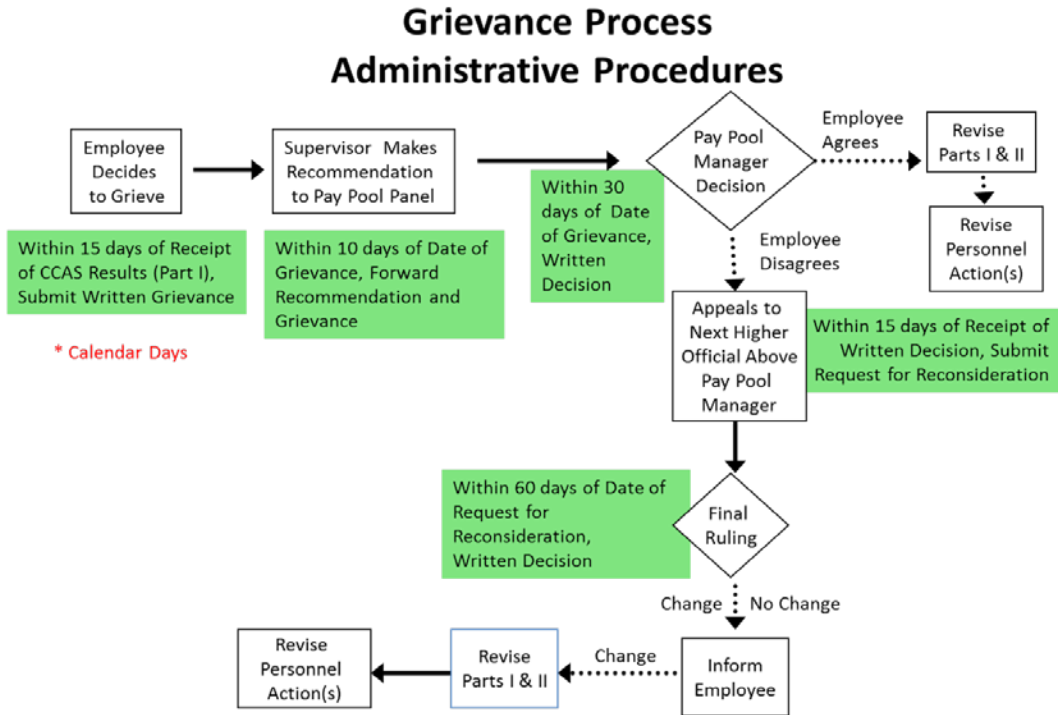 Grievance Process
Administrative Procedures
Employee
Decides
to Grieve
Supervisor Makes
Recommendation
to Pay Pool Panel
Pay Pool
Manager
Decision
Employee
Agrees
Revise
Parts I & II
Within 15 days of Receipt
of CCAS Results (Part I),
Submit Written Grievance
Within 10 days of Date of
Grievance, Forward
Recommendation and
Grievance
Within 30
days of Date
of Grievance,
Written
Decision
Employee
Disagrees
Revise
Personnel
Action(s)
* Calendar Days
Appeals to
Next Higher
Official Above
Pay Pool
Manager
Within 15 days of Receipt of
Written Decision, Submit
Request for Reconsideration
Within 60 days of Date of
Request for
Reconsideration,
Written Decision
Final
Ruling
Change
No Change
Revise
Personnel
Action(s)
Revise
Parts I & II
Change
Inform
Employee